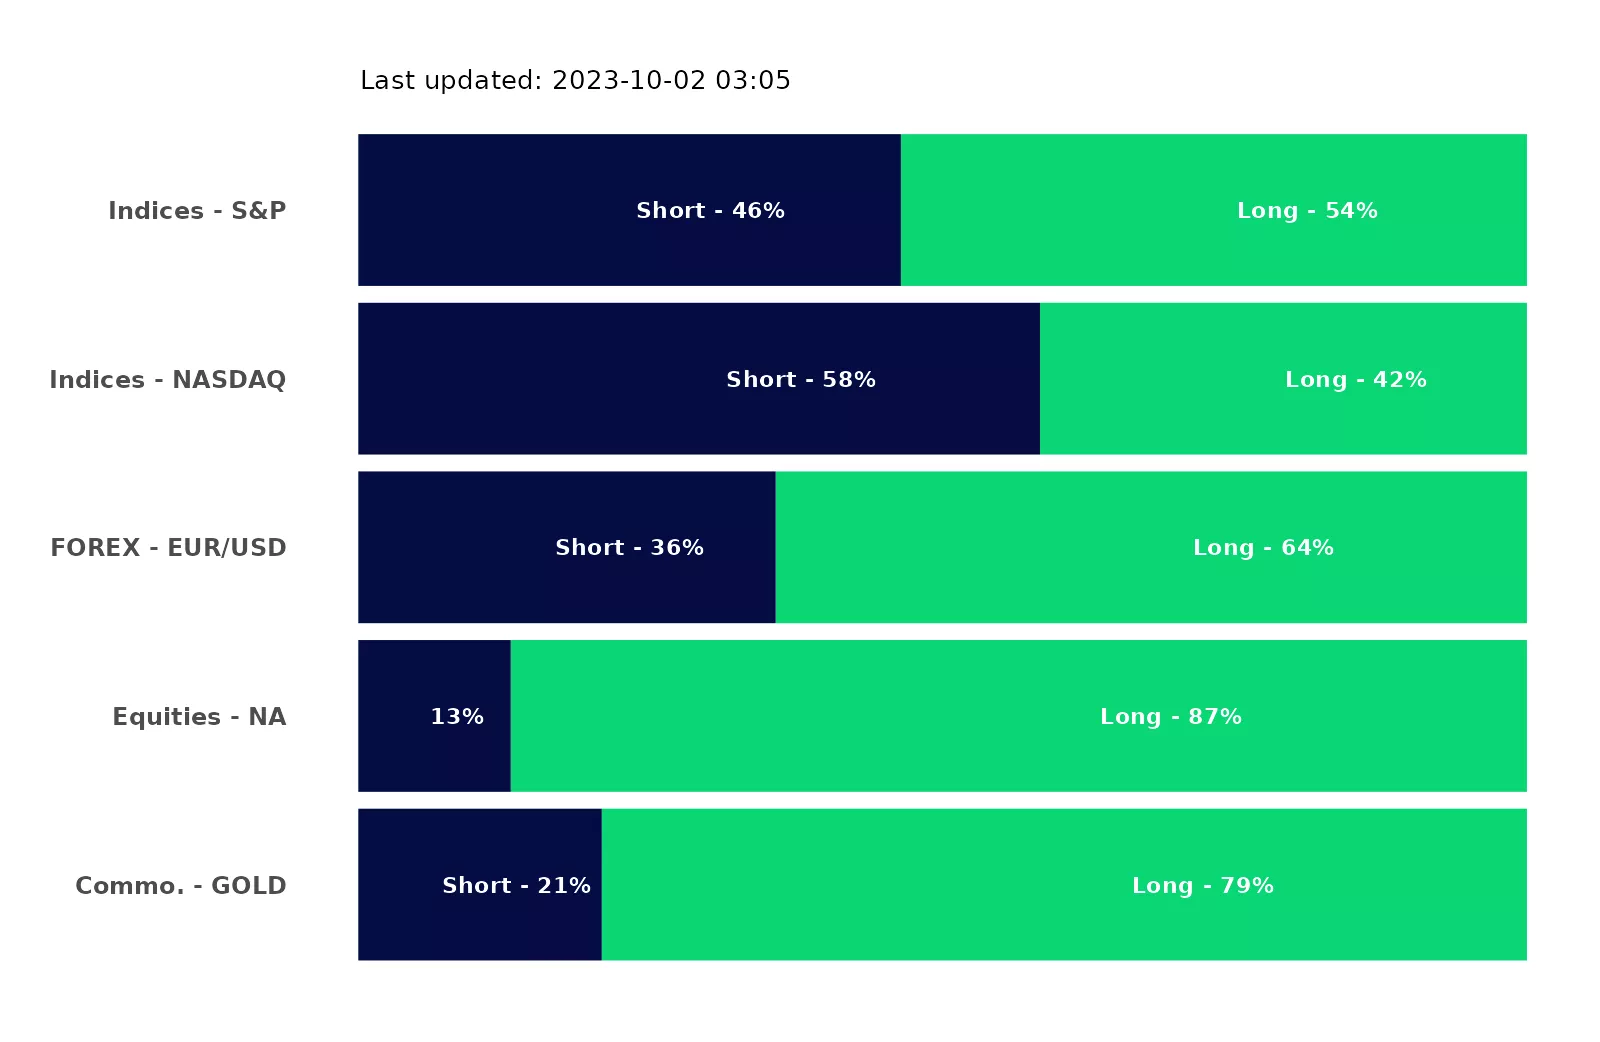 Last updated: 2023-10-02 03:05
Indices - S&P Short - 46% Long - 54%
Indices - NASDAQ Short - 58% Long - 42%
FOREX - EUR/USD Short - 36% Long - 64%
Equities - NA 13% Long - 87%
Commo. - GOLD Short - 21% Long - 79%